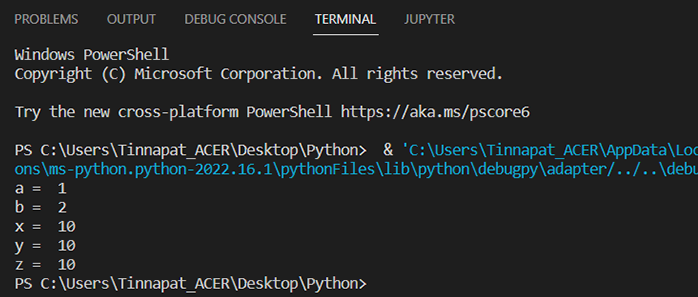 PROBLEMS OUTPUT DEBUG CONSOLE TERMINAL JUPYTER
Windows PowerShell
Copyright (C) Microsoft Corporation. All rights reserved.
Try the new cross-platform PowerShell https://aka.ms/pscore6
PS C:\Users\Tinnapat_ACER\Desktop\Python>  & 'C:\Users\Tinnapat_ACER\AppData\Loc
ons\ms-python.python-2022.16.1\pythonFiles\lib\python\debugpy\adapter/../..\debu
a =  1
b =  2
x =  10
y =  10
z =  10
PS C:\Users\Tinnapat_ACER\Desktop\Python>